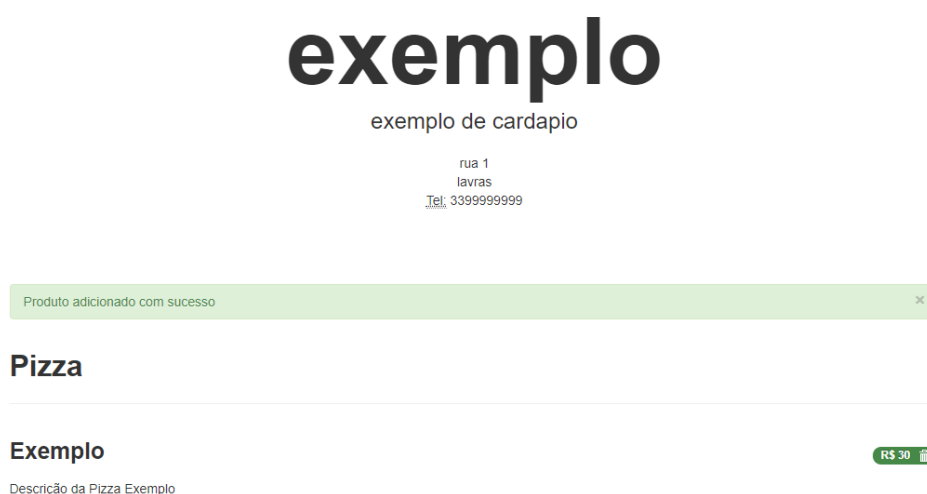 exemplo
exemplo de cardapio
rua 1
lavras
Tel: 3399999999
Produto adicionado com sucesso ×
Pizza
Exemplo
R$ 30
Descrição da Pizza Exemplo